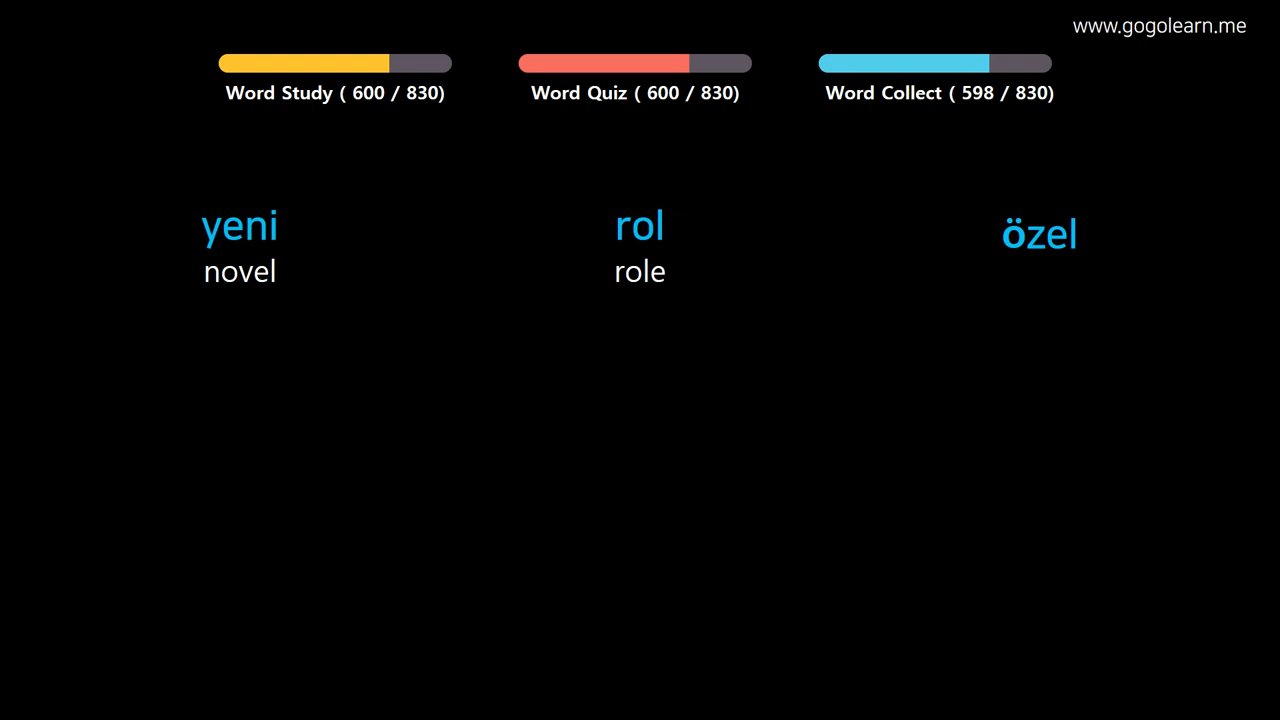 www.gogolearn.me
Word Study ( 600 / 830)
Word Quiz ( 600 / 830)
Word Collect ( 598 / 830)
yeni
novel
rol
role
özel